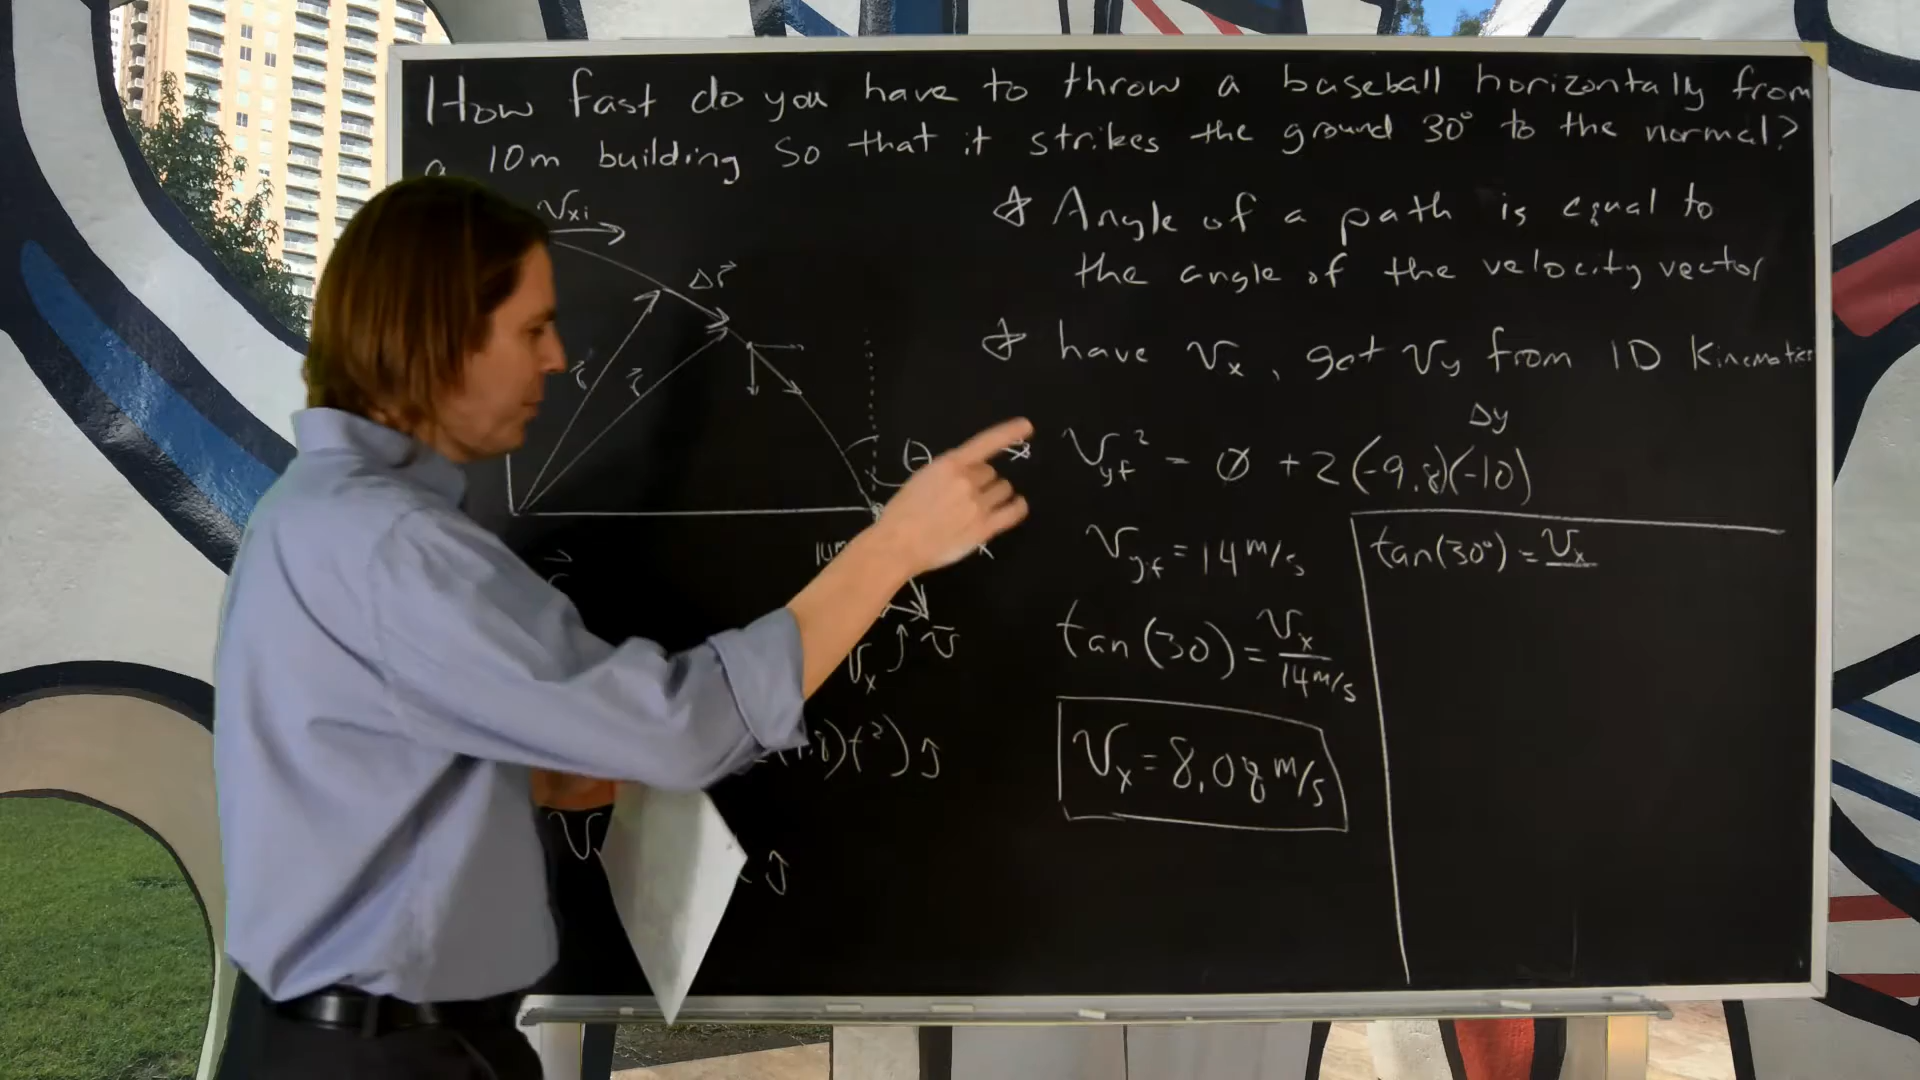 How fast do you have to throw a baseball horizontally from
a 10m building so that it strikes the ground 30° to the normal?
Vxi
Δr⃗
☆ Angle of a path is equal to
the angle of the velocity vector
☆ have Vx, get Vy from 1D Kinematics
Δy
Vyf² = 0 + 2(-9.8)(-10)
Vyf = 14 m/s
tan(30°) = Vx
tan(30) = Vx / 14 m/s
Vx = 8.08 m/s
θ
Vx